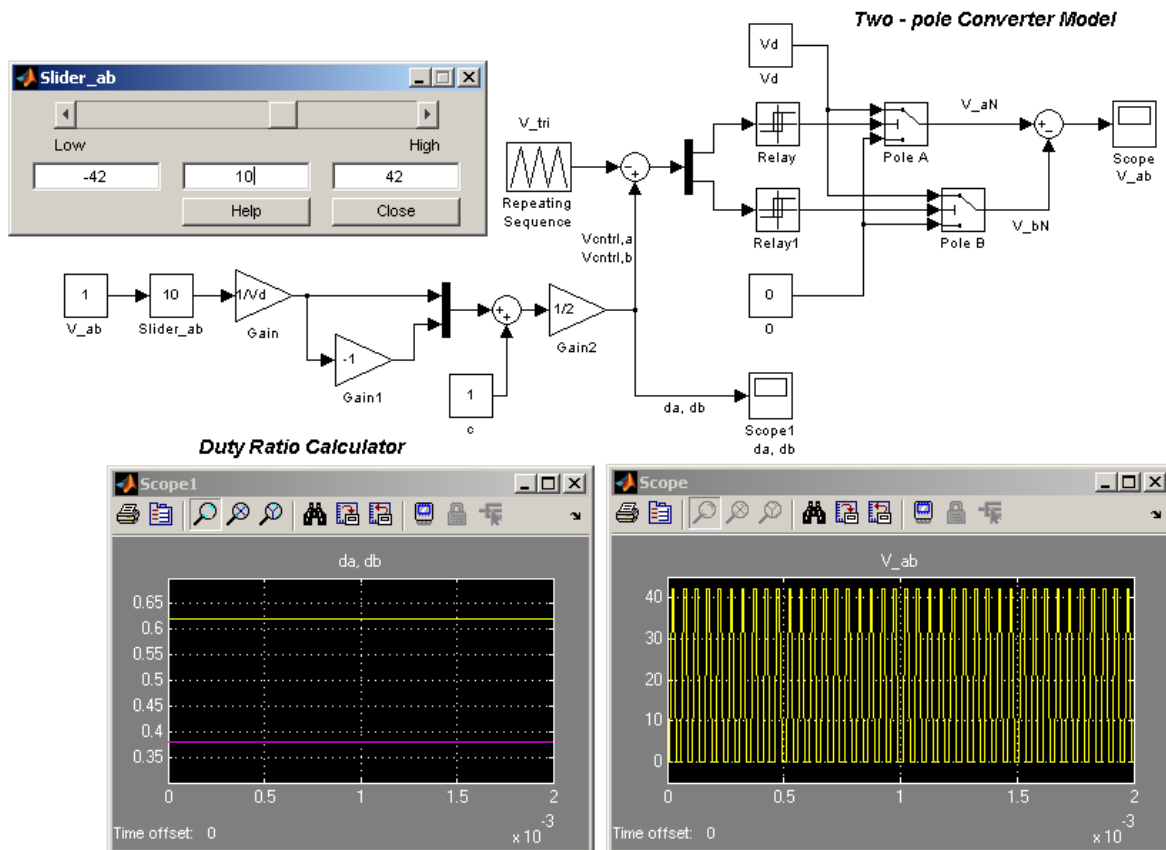 Two - pole Converter Model
Slider_ab
Low
High
-42
10
42
Help
Close
V_tri
Repeating
Sequence
Vd
Vd
Relay
Relay1
Pole A
Pole B
V_aN
V_bN
Scope
V_ab
Vcntrl,a
Vcntrl,b
1
V_ab
10
Slider_ab
1/Vd
Gain
-1
Gain1
1
c
1/2
Gain2
0
0
da, db
Scope1
da, db
Duty Ratio Calculator
Scope1
da, db
0.65
0.6
0.55
0.5
0.45
0.4
0.35
0
0.5
1
1.5
2
x 10
-3
Time offset: 0
Scope
V_ab
40
30
20
10
0
0
0.5
1
1.5
2
x 10
-3
Time offset: 0